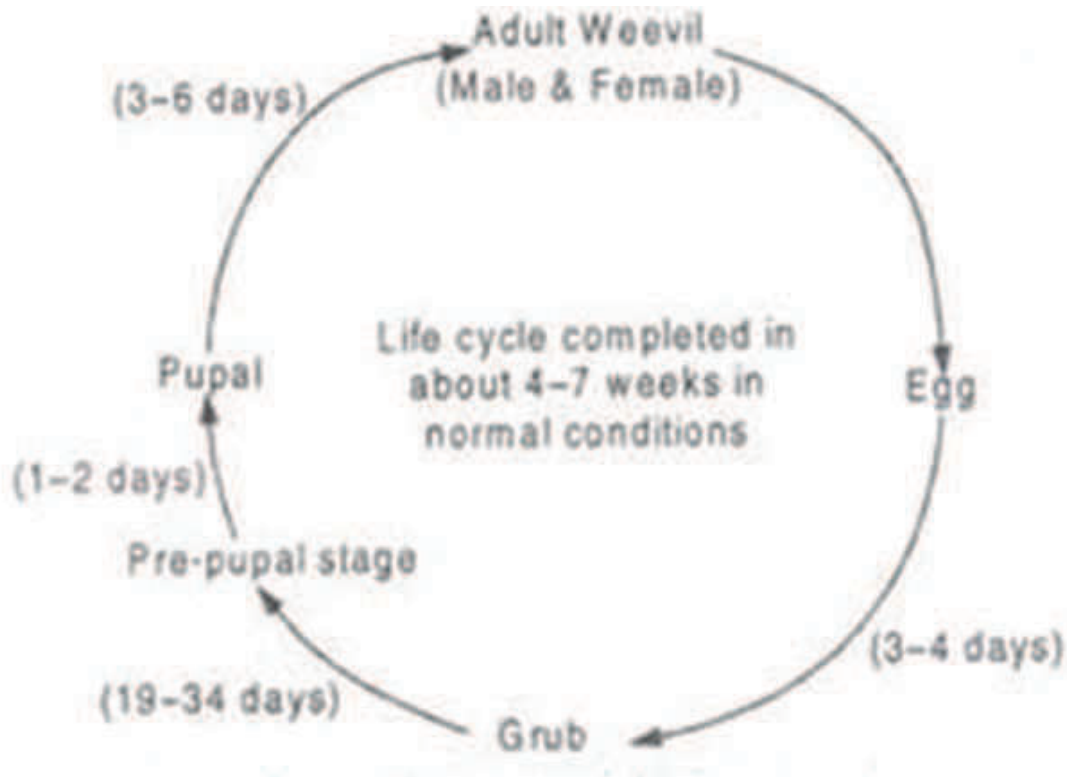 Adult Weevil
(Male & Female)
(3–6 days)
Life cycle completed in
about 4–7 weeks in
normal conditions
Pupal
Egg
(1–2 days)
Pre-pupal stage
(3–4 days)
(19–34 days)
Grub